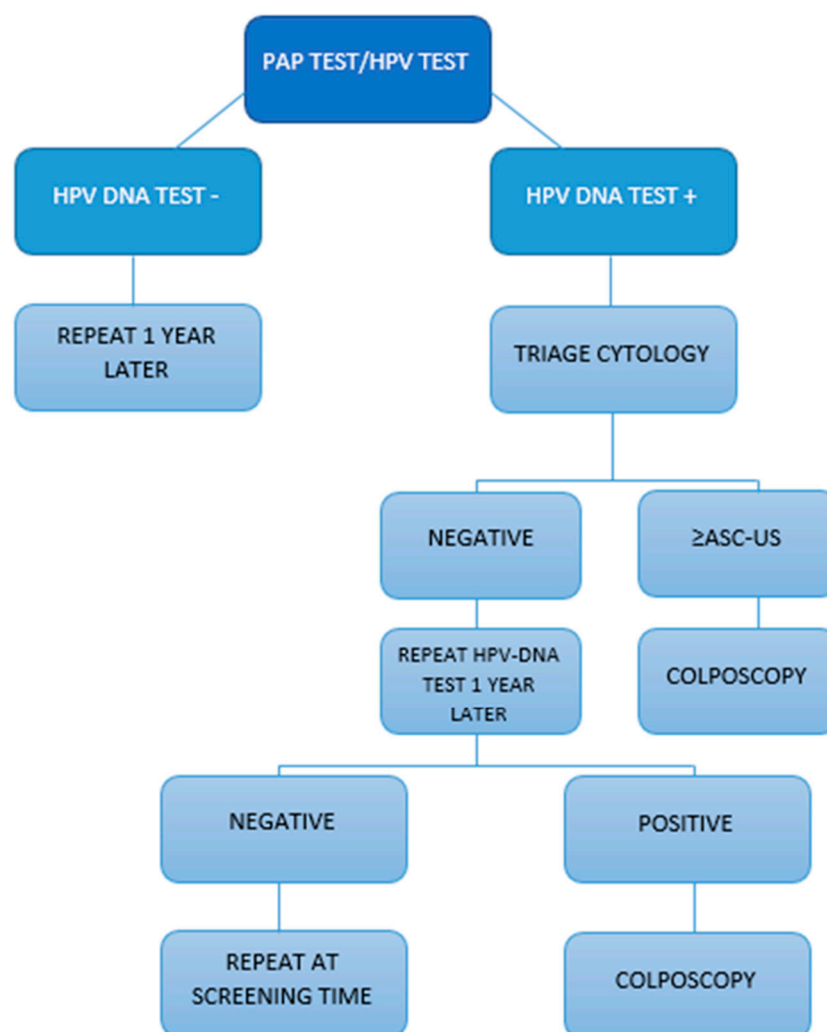 PAP TEST/HPV TEST
HPV DNA TEST -
HPV DNA TEST +
REPEAT 1 YEAR
LATER
TRIAGE CYTOLOGY
NEGATIVE
≥ASC-US
REPEAT HPV-DNA
TEST 1 YEAR
LATER
COLPOSCOPY
NEGATIVE
POSITIVE
REPEAT AT
SCREENING TIME
COLPOSCOPY